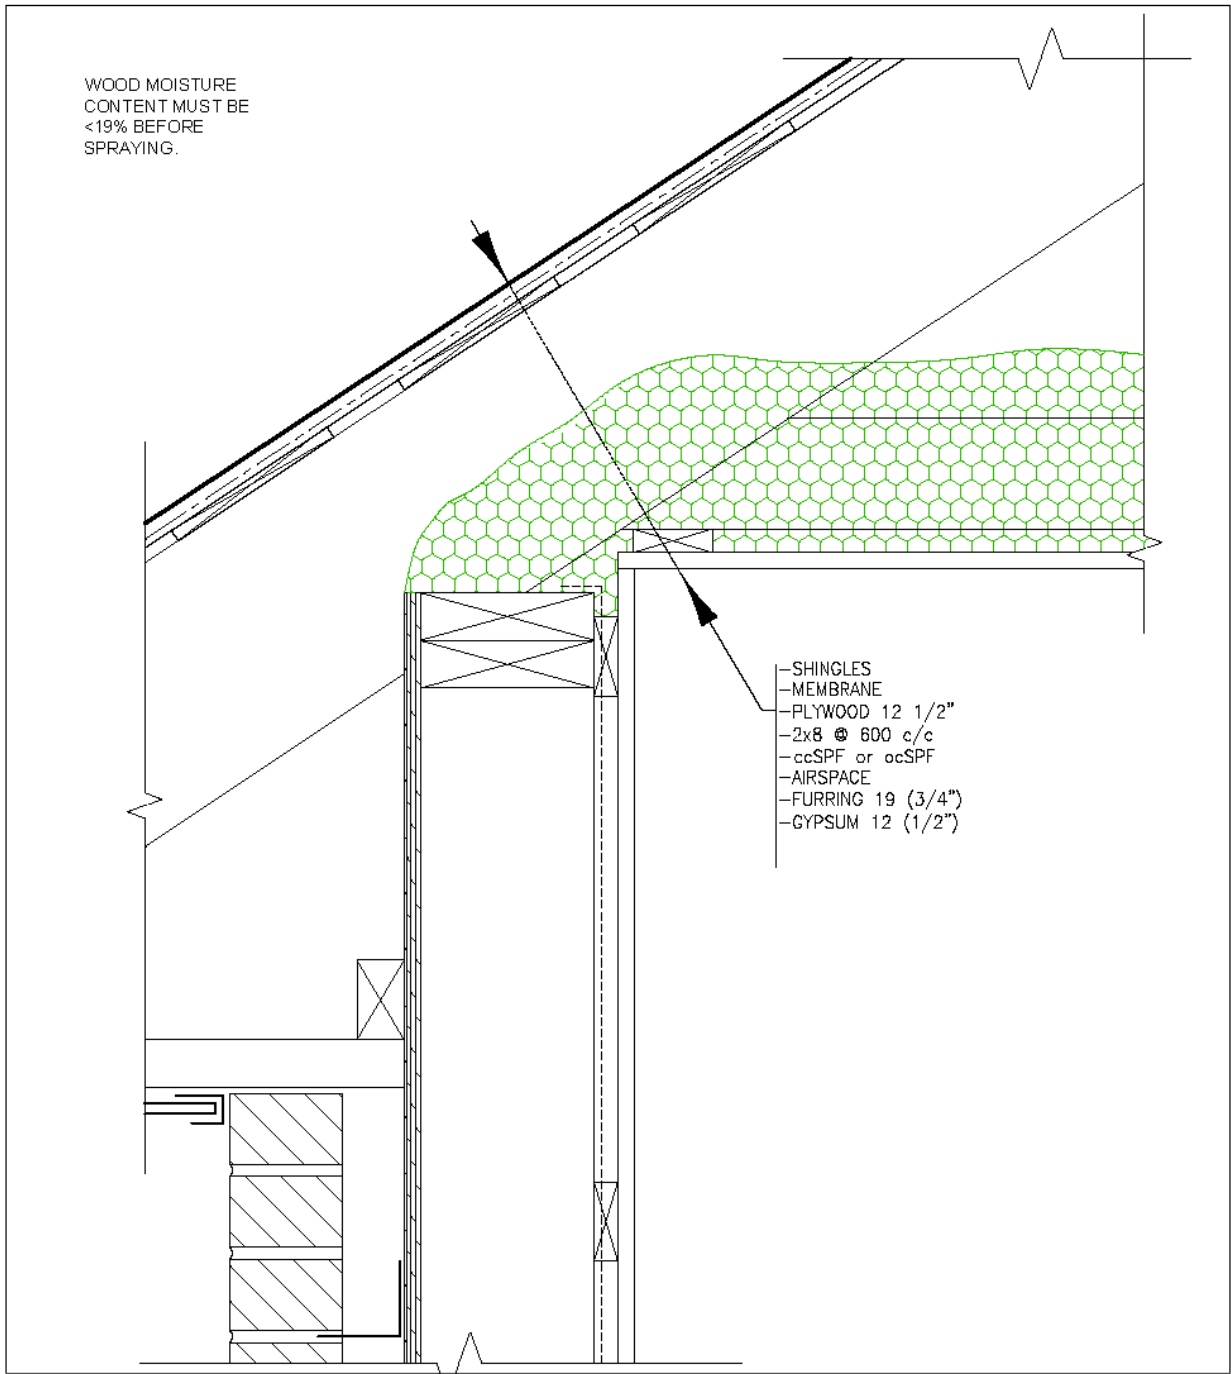 WOOD MOISTURE
CONTENT MUST BE
<19% BEFORE
SPRAYING.
-SHINGLES
-MEMBRANE
-PLYWOOD 12 1/2"
-2x8 @ 600 c/c
-ccSPF or ocSPF
-AIRSPACE
-FURRING 19 (3/4")
-GYPSUM 12 (1/2")